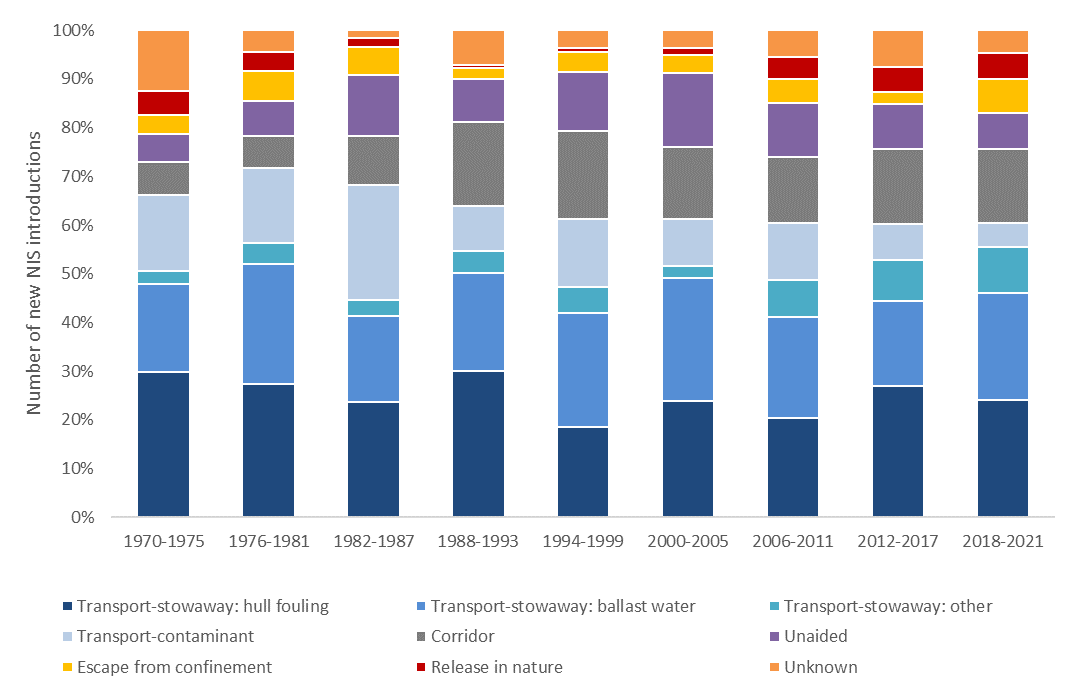 100%
90%
80%
70%
60%
50%
40%
30%
20%
10%
0%
Number of new NIS introductions
1970-1975 1976-1981 1982-1987 1988-1993 1994-1999 2000-2005 2006-2011 2012-2017 2018-2021
Transport-stowaway: hull fouling Transport-stowaway: ballast water Transport-stowaway: other
Transport-contaminant Corridor Unaided
Escape from confinement Release in nature Unknown